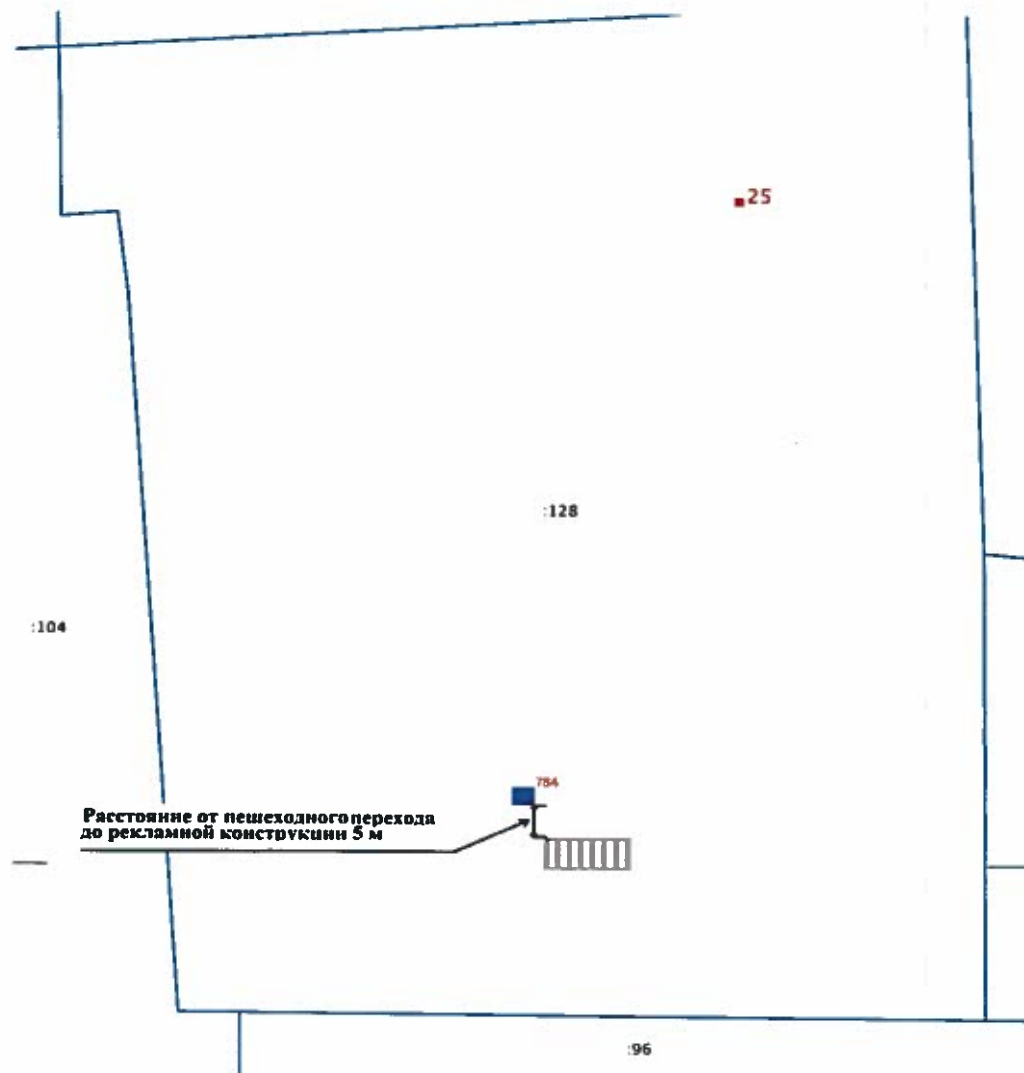 25
:128
:104
784
Расстояние от пешеходного перехода
до рекламной конструкции 5 м
:96